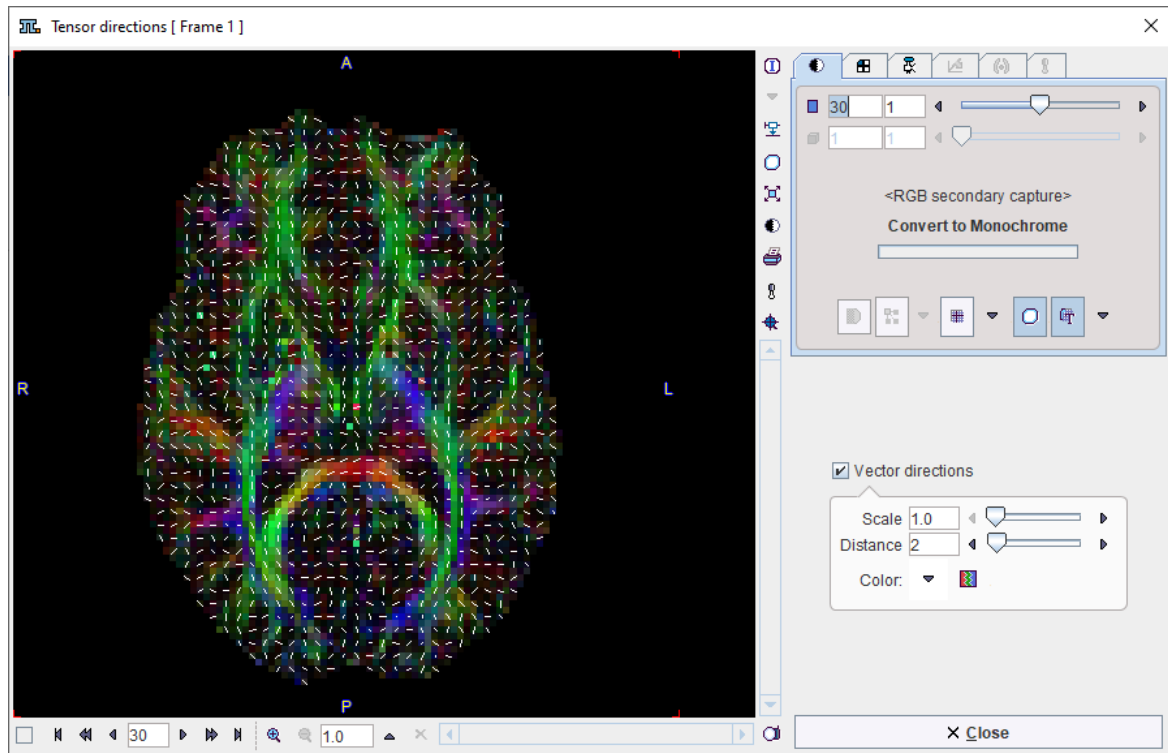 Tensor directions [ Frame 1 ]
A
R
L
P
30 1
1 1
<RGB secondary capture>
Convert to Monochrome
Vector directions
Scale 1.0
Distance 2
Color:
30
1.0
Close